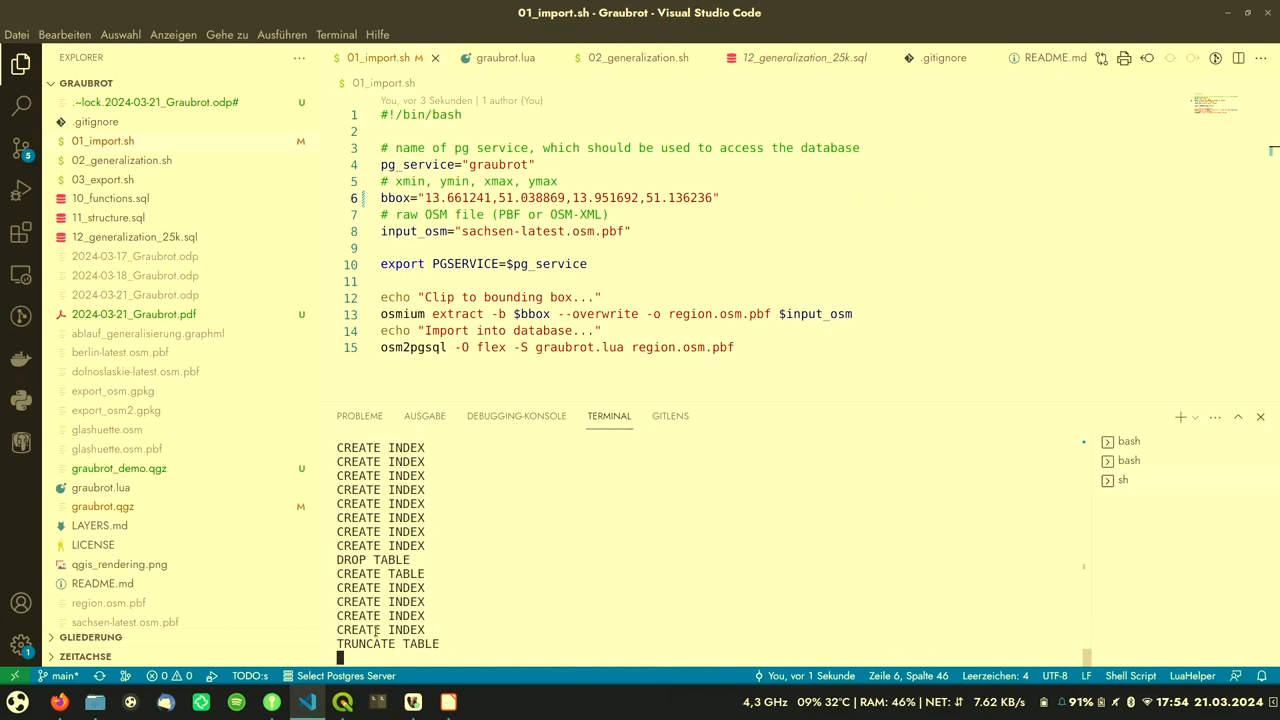 01_import.sh - Graubrot - Visual Studio Code
Datei Bearbeiten Auswahl Anzeigen Gehe zu Ausführen Terminal Hilfe
EXPLORER
GRAUBROT
.~lock.2024-03-21_Graubrot.odp# U
.gitignore
01_import.sh M
02_generalization.sh
03_export.sh
10_functions.sql
11_structure.sql
12_generalization_25k.sql
2024-03-17_Graubrot.odp
2024-03-18_Graubrot.odp
2024-03-21_Graubrot.odp
2024-03-21_Graubrot.pdf U
ablauf_generalisierung.graphml
berlin-latest.osm.pbf
dolnoslaskie-latest.osm.pbf
export_osm.gpkg
export_osm2.gpkg
glashuette.osm
glashuette.osm.pbf
graubrot_demo.qgz U
graubrot.lua
graubrot.qgz M
LAYERS.md
LICENSE
qgis_rendering.png
README.md
region.osm.pbf
sachsen-latest.osm.pbf
GLIEDERUNG
ZEITACHSE
01_import.sh M graubrot.lua 02_generalization.sh 12_generalization_25k.sql .gitignore README.md
01_import.sh
You, vor 3 Sekunden | 1 author (You)
1 #!/bin/bash
2
3 # name of pg service, which should be used to access the database
4 pg_service="graubrot"
5 # xmin, ymin, xmax, ymax
6 bbox="13.661241,51.038869,13.951692,51.136236"
7 # raw OSM file (PBF or OSM-XML)
8 input_osm="sachsen-latest.osm.pbf"
9
10 export PGSERVICE=$pg_service
11
12 echo "Clip to bounding box..."
13 osmium extract -b $bbox --overwrite -o region.osm.pbf $input_osm
14 echo "Import into database..."
15 osm2pgsql -O flex -S graubrot.lua region.osm.pbf
PROBLEME AUSGABE DEBUGGING-KONSOLE TERMINAL GITLENS
CREATE INDEX
CREATE INDEX
CREATE INDEX
CREATE INDEX
CREATE INDEX
CREATE INDEX
CREATE INDEX
CREATE INDEX
DROP TABLE
CREATE TABLE
CREATE INDEX
CREATE INDEX
CREATE INDEX
CREATE INDEX
TRUNCATE TABLE
bash
bash
sh
5
1
main* 0 0 TODO:s Select Postgres Server You, vor 1 Sekunde Zeile 6, Spalte 46 Leerzeichen: 4 UTF-8 LF Shell Script LuaHelper
4,3 GHz 09% 32°C | RAM: 46% | NET: 7.62 KB/s 91% 17:54 21.03.2024